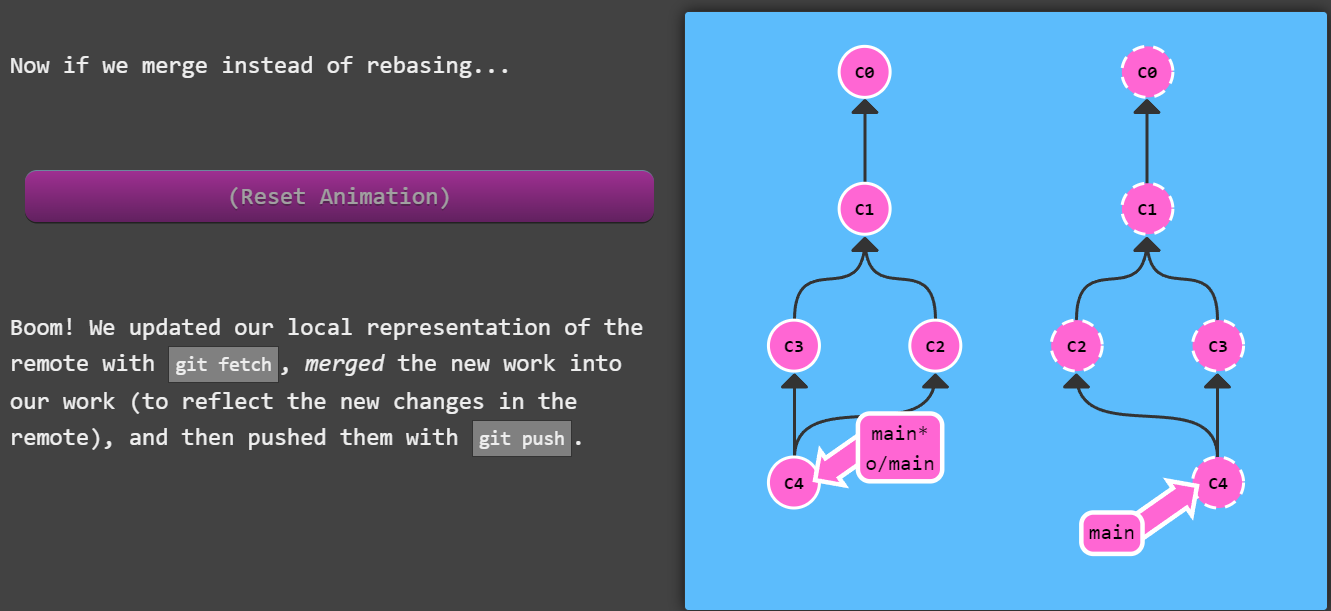 Now if we merge instead of rebasing...
(Reset Animation)
Boom! We updated our local representation of the
remote with git fetch, merged the new work into
our work (to reflect the new changes in the
remote), and then pushed them with git push.
C0
C1
C3
C2
main*
o/main
C4
C0
C1
C2
C3
C4
main